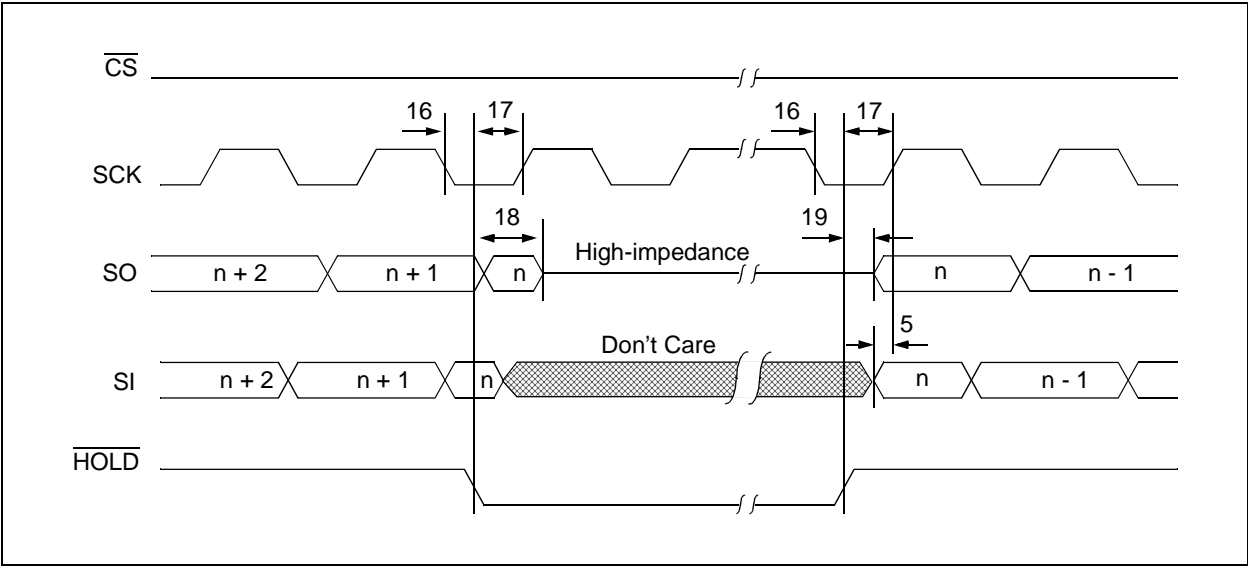 CS
16 17 16 17
SCK
18 19
High-impedance
SO n + 2 n + 1 n n n - 1
5
Don't Care
SI n + 2 n + 1 n n n - 1
HOLD